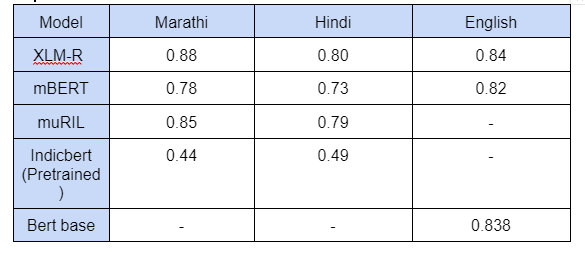 Model Marathi Hindi English
XLM-R 0.88 0.80 0.84
mBERT 0.78 0.73 0.82
muRIL 0.85 0.79 -
Indicbert
(Pretrained
) 0.44 0.49 -
Bert base - - 0.838